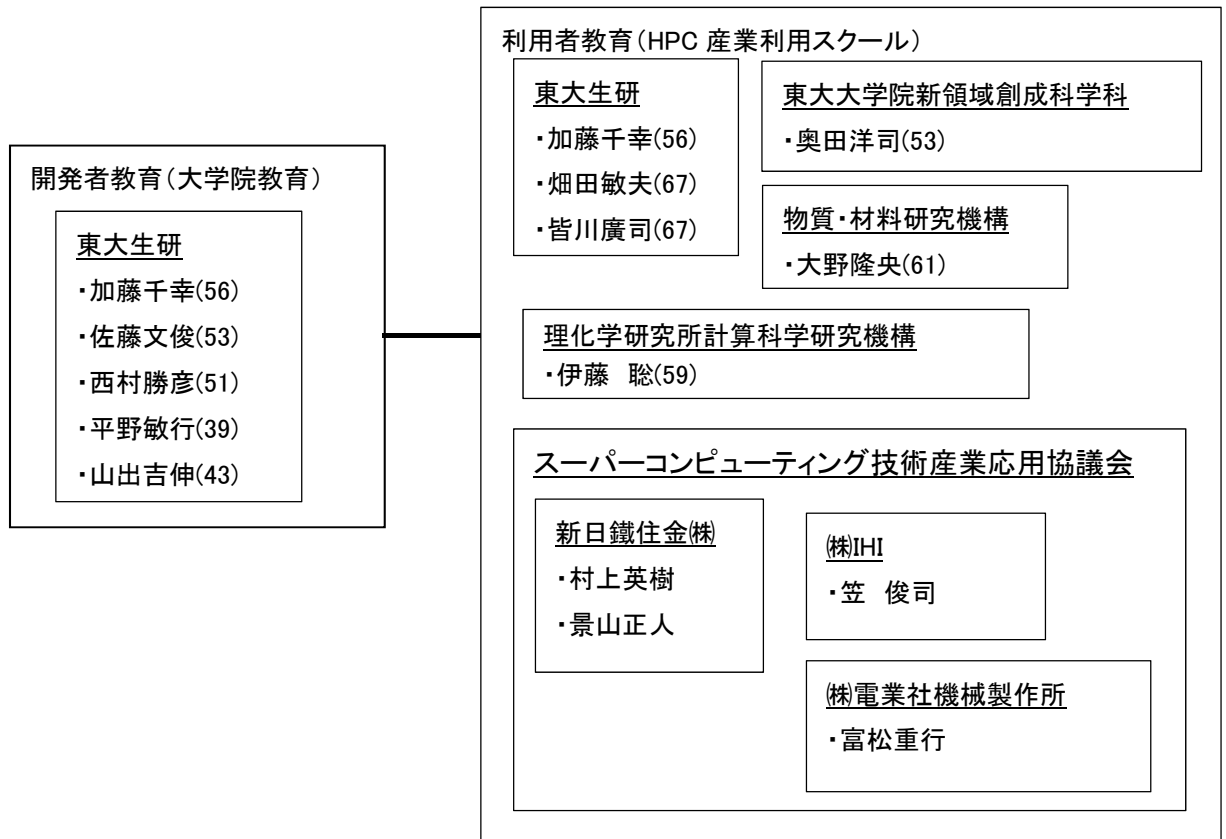 開発者教育（大学院教育）
東大生研
・加藤千幸(56)
・佐藤文俊(53)
・西村勝彦(51)
・平野敏行(39)
・山出吉伸(43)
利用者教育（HPC 産業利用スクール）
東大生研
・加藤千幸(56)
・畑田敏夫(67)
・皆川廣司(67)
東大大学院新領域創成科学科
・奥田洋司(53)
物質・材料研究機構
・大野隆央(61)
理化学研究所計算科学研究機構
・伊藤　聡(59)
スーパーコンピューティング技術産業応用協議会
新日鐵住金㈱
・村上英樹
・景山正人
㈱IHI
・笠　俊司
㈱電業社機械製作所
・富松重行